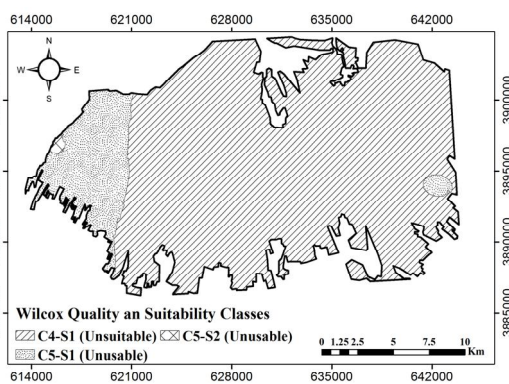 614000 621000 628000 635000 642000
N
W E
S
3900000
3895000
3890000
3885000
Wilcox Quality an Suitability Classes
C4-S1 (Unsuitable) C5-S2 (Unusable)
C5-S1 (Unusable)
0 1.25 2.5 5 7.5 10
Km
614000 621000 628000 635000 642000